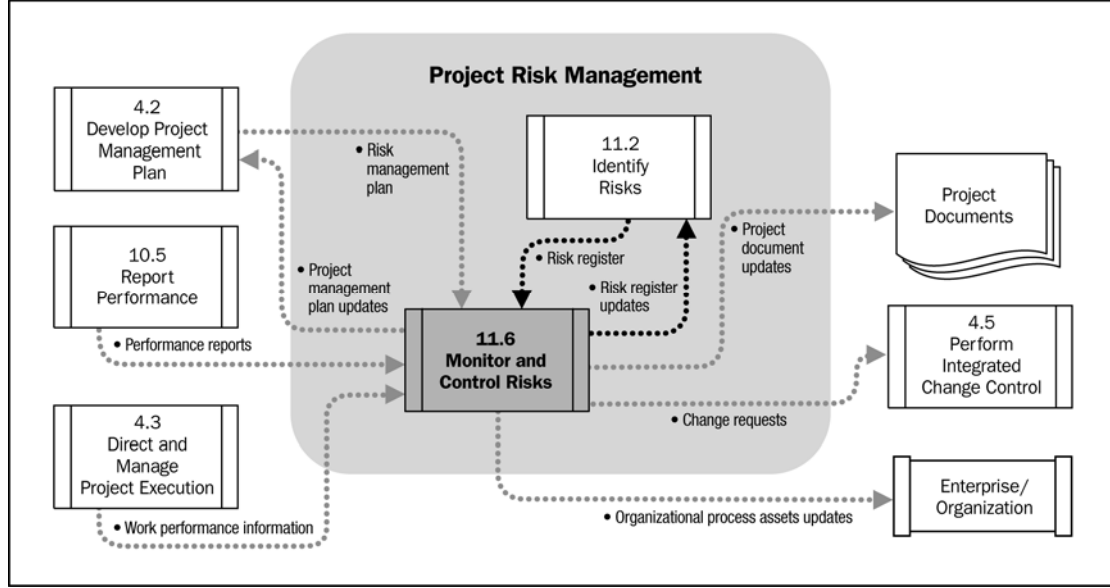 Project Risk Management
4.2
Develop Project
Management
Plan
• Risk
management
plan
11.2
Identify
Risks
Project
Documents
10.5
Report
Performance
• Project
management
plan updates
• Risk register
• Risk register
updates
• Project
document
updates
• Performance reports
11.6
Monitor and
Control Risks
4.5
Perform
Integrated
Change Control
4.3
Direct and
Manage
Project Execution
• Change requests
• Work performance information
• Organizational process assets updates
Enterprise/
Organization